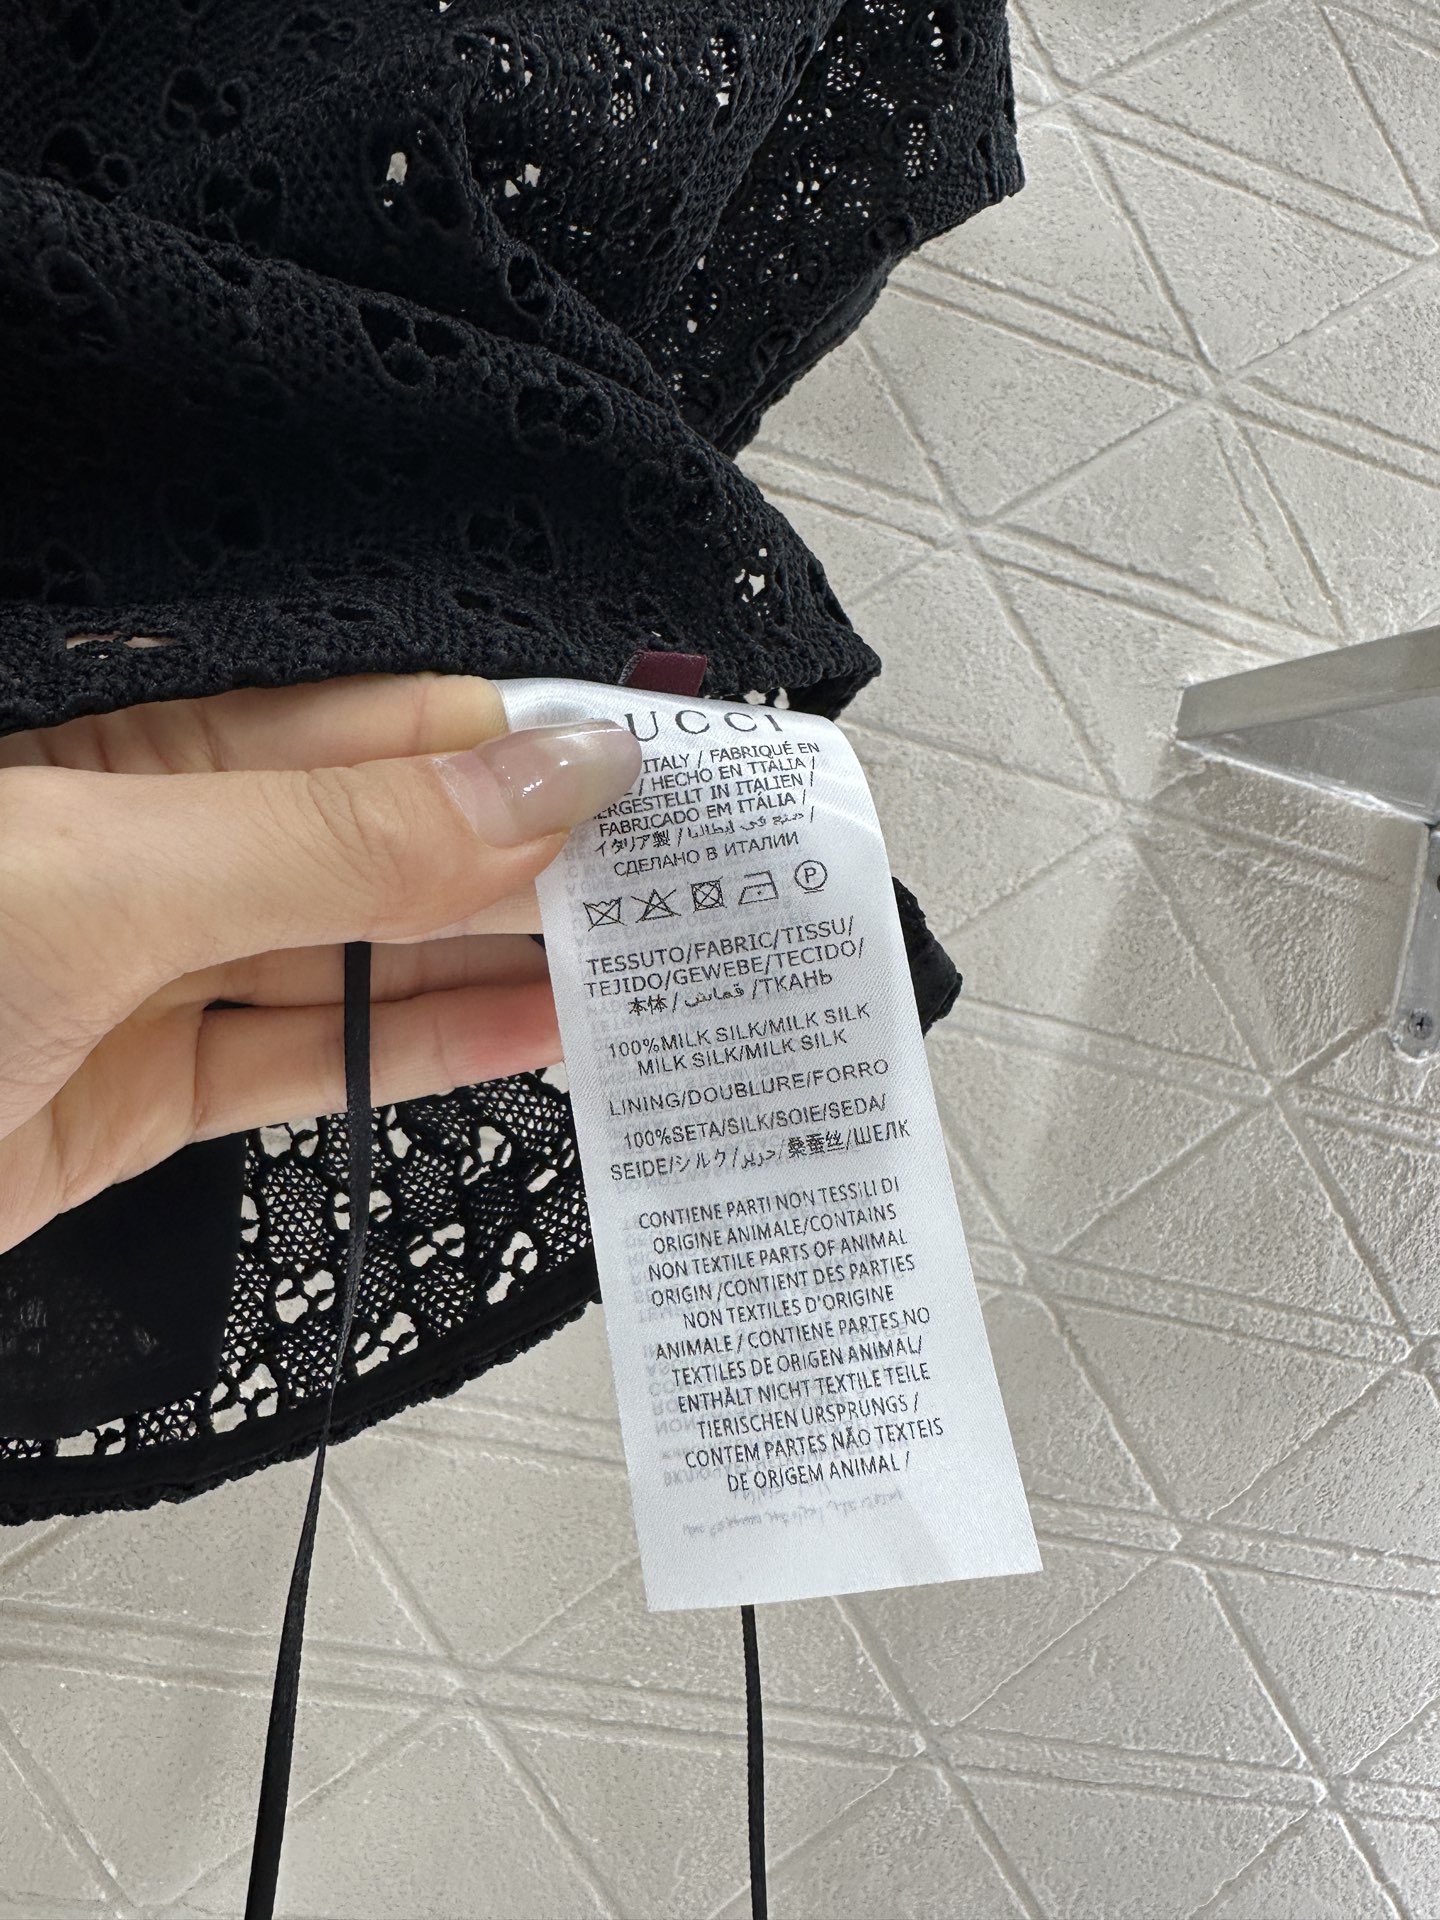 UCCI
ITALY / FABRIQUÉ EN
/ HECHO EN TTALIA /
ERGESTELLT IN ITALIEN /
FABRICADO EM ITÁLIA /
イタリア製 / صنع في إيطاليا /
СДЕЛАНО В ИТАЛИИ
P
TESSUTO/FABRIC/TISSU/
TEJIDO/GEWEBE/TECIDO/
本体 / قماش /ТКАНЬ
100%MILK SILK/MILK SILK
MILK SILK/MILK SILK
LINING/DOUBLURE/FORRO
100%SETA/SILK/SOIE/SEDA/
SEIDE/シルク/حرير/桑蚕丝/ШЕЛК
CONTIENE PARTI NON TESSILI DI
ORIGINE ANIMALE/CONTAINS
NON TEXTILE PARTS OF ANIMAL
ORIGIN /CONTIENT DES PARTIES
NON TEXTILES D'ORIGINE
ANIMALE / CONTIENE PARTES NO
TEXTILES DE ORIGEN ANIMAL/
ENTHÄLT NICHT TEXTILE TEILE
TIERISCHEN URSPRUNGS /
CONTEM PARTES NÃO TEXTEIS
DE ORIGEM ANIMAL /